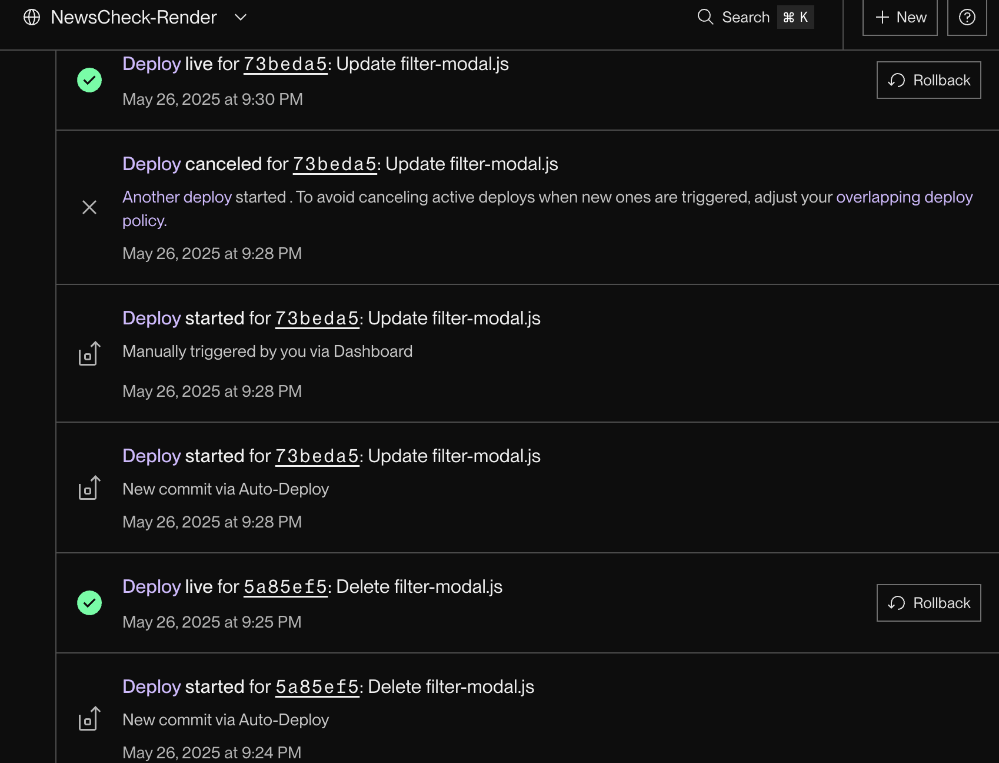 NewsCheck-Render
Search ⌘ K
+ New
Deploy live for 73beda5: Update filter-modal.js
May 26, 2025 at 9:30 PM
Rollback
Deploy canceled for 73beda5: Update filter-modal.js
Another deploy started . To avoid canceling active deploys when new ones are triggered, adjust your overlapping deploy
policy.
May 26, 2025 at 9:28 PM
Deploy started for 73beda5: Update filter-modal.js
Manually triggered by you via Dashboard
May 26, 2025 at 9:28 PM
Deploy started for 73beda5: Update filter-modal.js
New commit via Auto-Deploy
May 26, 2025 at 9:28 PM
Deploy live for 5a85ef5: Delete filter-modal.js
May 26, 2025 at 9:25 PM
Rollback
Deploy started for 5a85ef5: Delete filter-modal.js
New commit via Auto-Deploy
May 26, 2025 at 9:24 PM